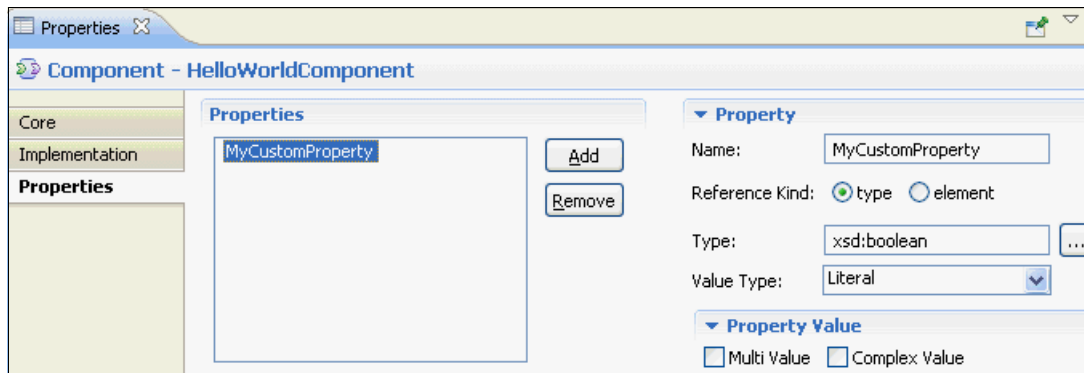 Properties
Component - HelloWorldComponent
Core
Implementation
Properties
Properties
MyCustomProperty
Add
Remove
Property
Name: MyCustomProperty
Reference Kind: type element
Type: xsd:boolean ...
Value Type: Literal
Property Value
Multi Value Complex Value